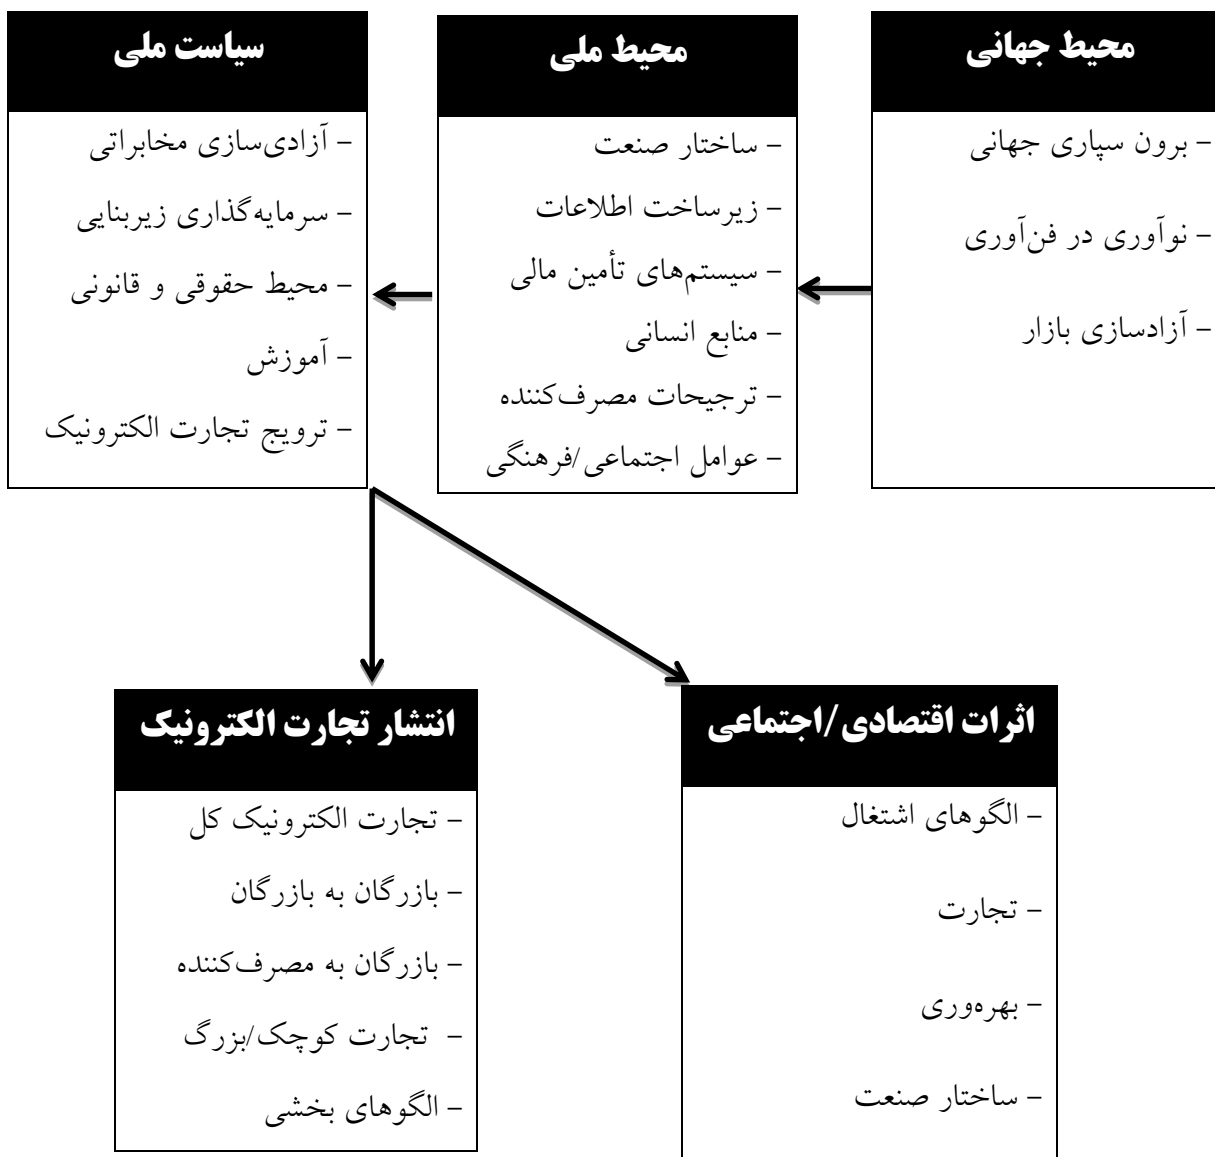 محیط جهانی
– برون سپاری جهانی
– نوآوری در فن‌آوری
– آزادسازی بازار
محیط ملی
– ساختار صنعت
– زیرساخت اطلاعات
– سیستم‌های تأمین مالی
– منابع انسانی
– ترجیحات مصرف‌کننده
– عوامل اجتماعی/فرهنگی
سیاست ملی
– آزادی‌سازی مخابراتی
– سرمایه‌گذاری زیربنایی
– محیط حقوقی و قانونی
– آموزش
– ترویج تجارت الکترونیک
اثرات اقتصادی/اجتماعی
– الگوهای اشتغال
– تجارت
– بهره‌وری
– ساختار صنعت
انتشار تجارت الکترونیک
– تجارت الکترونیک کل
– بازرگان به بازرگان
– بازرگان به مصرف‌کننده
– تجارت کوچک/بزرگ
– الگوهای بخشی